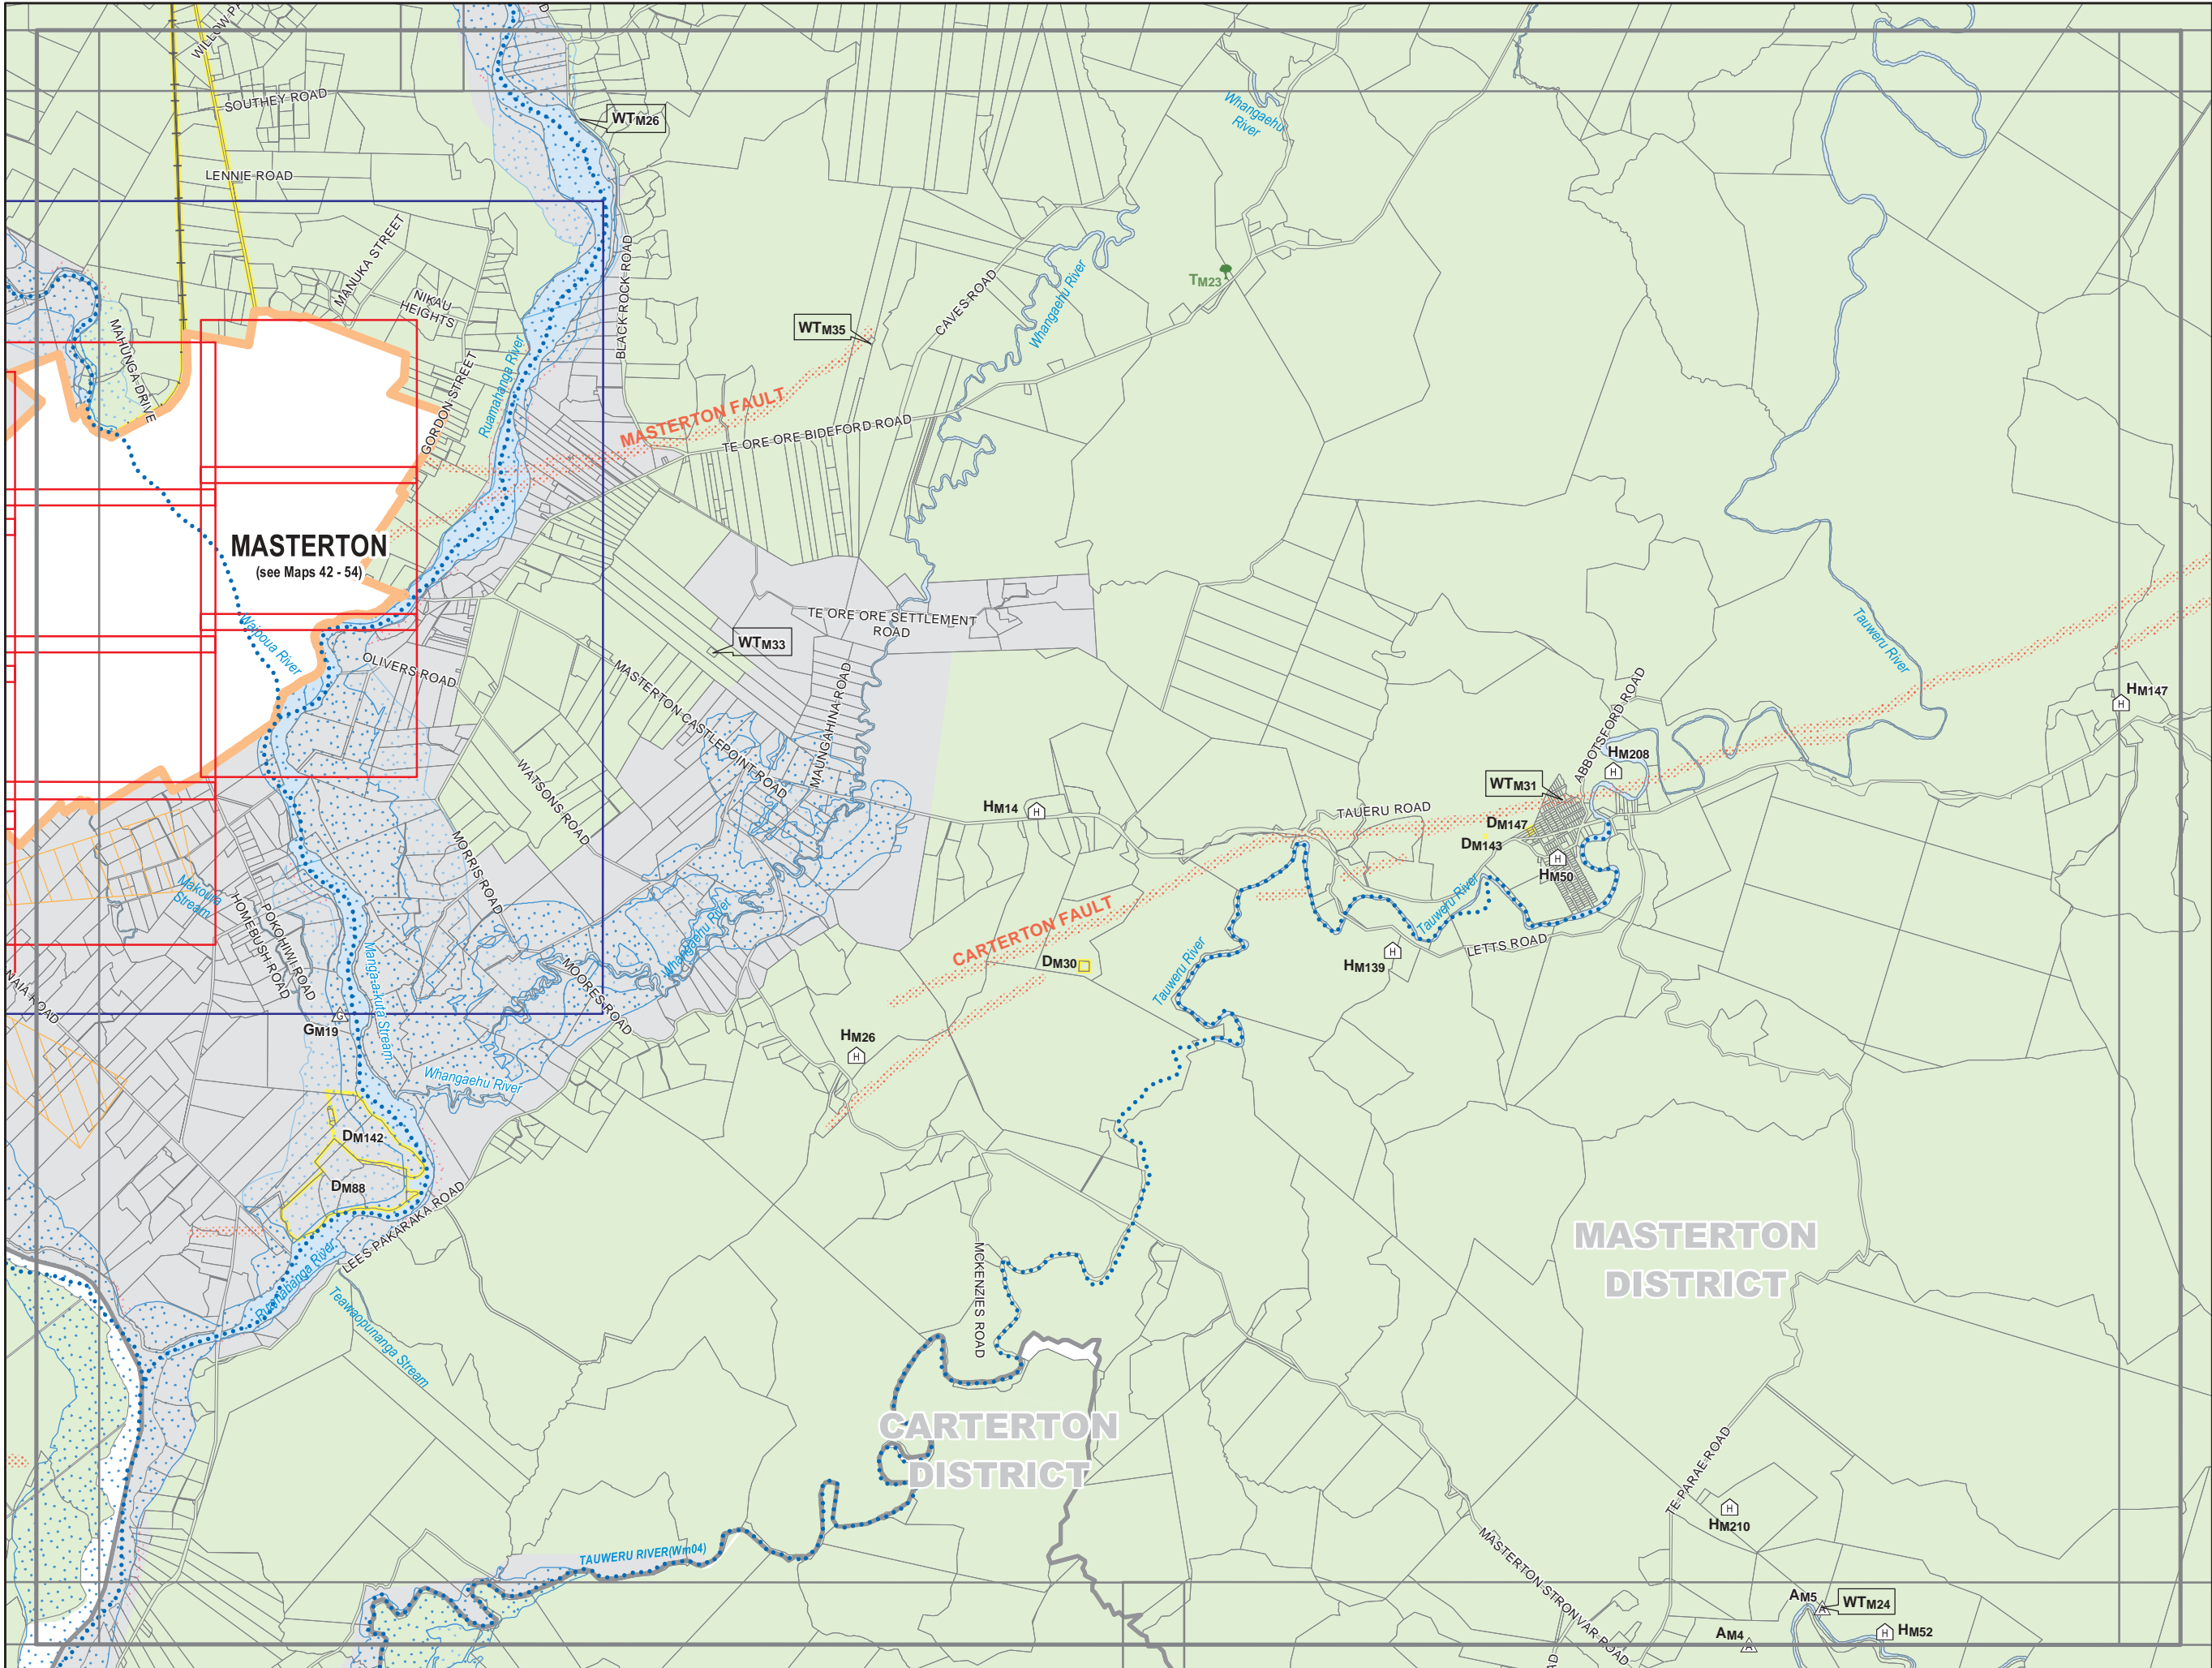 WILLOW PA
D
SOUTHEY ROAD
WTM26
Whangaehu
River
LENNIE ROAD
MANUKA STREET
BLACK ROCK ROAD
NIKAU
HEIGHTS
MAHUNGA DRIVE
CAVES ROAD
Whangaehu River
TM23
WTM35
Ruamahanga River
GORDON STREET
MASTERTON FAULT
TE ORE ORE BIDEFORD ROAD
MASTERTON
(see Maps 42 - 54)
Waipoua River
TE ORE ORE SETTLEMENT
ROAD
WTM33
OLIVERS ROAD
MASTERTON CASTLEPOINT ROAD
MAUNGAHINA ROAD
Tauweru River
HM147
ABBOTSFORD ROAD
HM208
H
H
WATSONS ROAD
HM14
H
WTM31
TAUERU ROAD
DM147
DM143
H
HM50
MORRIS ROAD
Makoura
Stream
HOMEBUSH ROAD
POKOHIWI ROAD
Mangaakuta Stream
Whangaehu River
MOORES ROAD
CARTERTON FAULT
DM30
Tauweru River
Tauweru River
H
HM139
LETTS ROAD
NAIA ROAD
GM19
G
HM26
H
Whangaehu River
DM142
DM88
LEES PAKARAKA ROAD
Ruamahanga River
Teawaopunanga Stream
MCKENZIES ROAD
MASTERTON
DISTRICT
CARTERTON
DISTRICT
TE PARAE ROAD
H
HM210
TAUWERU RIVER(Wm04)
MASTERTON STRONVAR ROAD
AM5
A
WTM24
AM4
A
H
HM52
AD